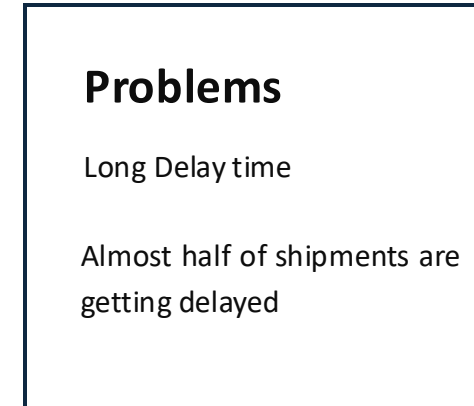 Problems
Long Delay time
Almost half of shipments are
getting delayed